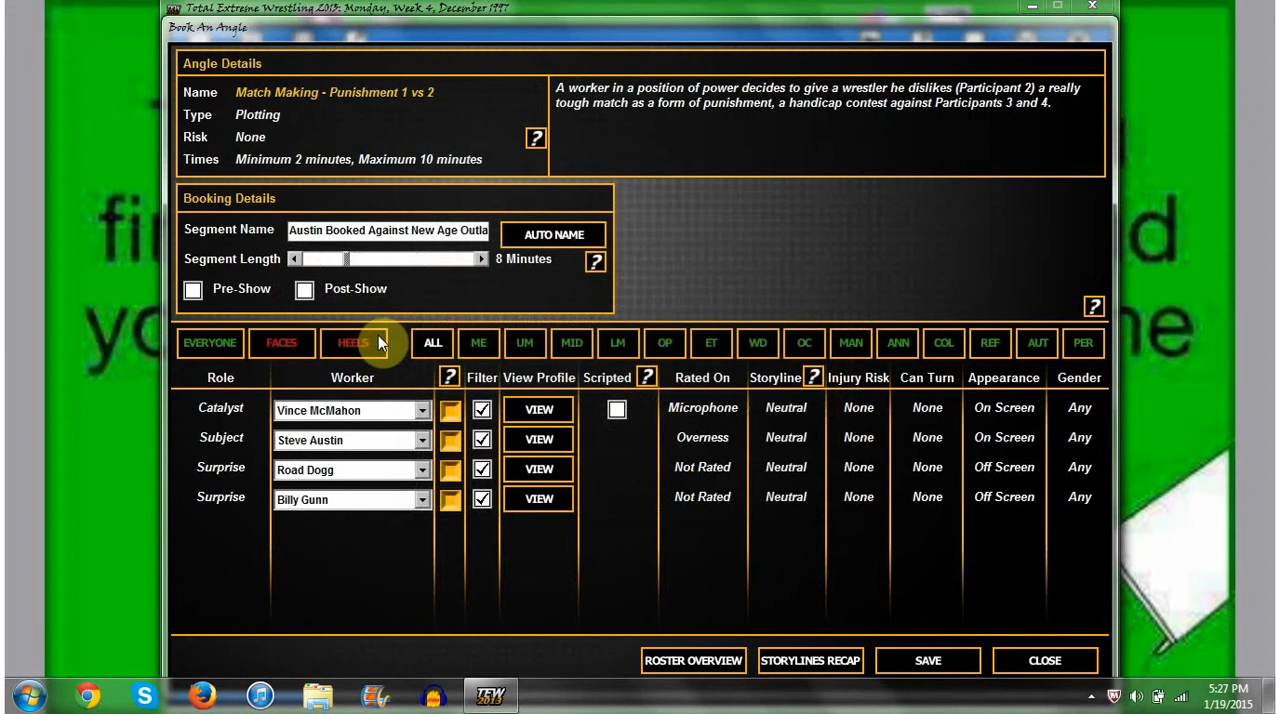 Total Extreme Wrestling 2013: Monday, Week 4, December 1997
Book An Angle
Angle Details
Name Match Making - Punishment 1 vs 2
Type Plotting
Risk None
Times Minimum 2 minutes, Maximum 10 minutes
?
A worker in a position of power decides to give a wrestler he dislikes (Participant 2) a really
tough match as a form of punishment, a handicap contest against Participants 3 and 4.
Booking Details
Segment Name Austin Booked Against New Age Outla AUTO NAME
Segment Length 8 Minutes ?
Pre-Show Post-Show
?
EVERYONE FACES HEELS ALL ME UM MID LM OP ET WD OC MAN ANN COL REF AUT PER
Role Worker ? Filter View Profile Scripted ? Rated On Storyline ? Injury Risk Can Turn Appearance Gender
Catalyst Vince McMahon VIEW Microphone Neutral None None On Screen Any
Subject Steve Austin VIEW Overness Neutral None None On Screen Any
Surprise Road Dogg VIEW Not Rated Neutral None None Off Screen Any
Surprise Billy Gunn VIEW Not Rated Neutral None None Off Screen Any
ROSTER OVERVIEW STORYLINES RECAP SAVE CLOSE
TEW 2013
5:27 PM
1/19/2015